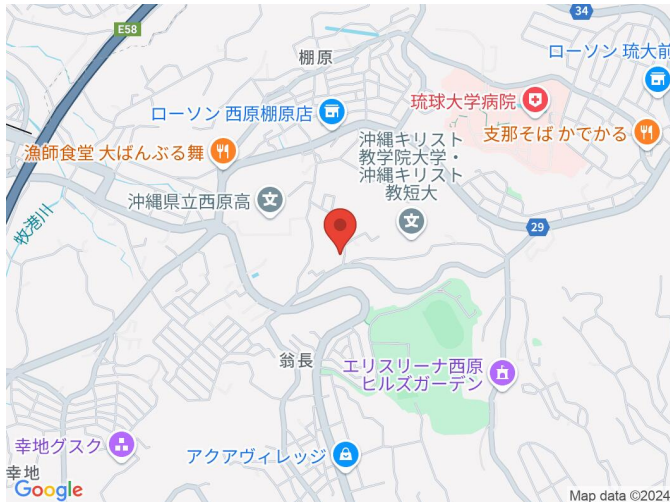 34
E58
棚原
ローソン 琉大前
琉球大学病院
ローソン 西原棚原店
支那そば かでかる
漁師食堂 大ばんぶる舞
沖縄キリスト
教学院大学・
沖縄キリスト
教短大
沖縄県立西原高
牧港川
29
翁長
エリスリーナ西原
ヒルズガーデン
幸地グスク
アクアヴィレッジ
幸地
Google
Map data ©2024